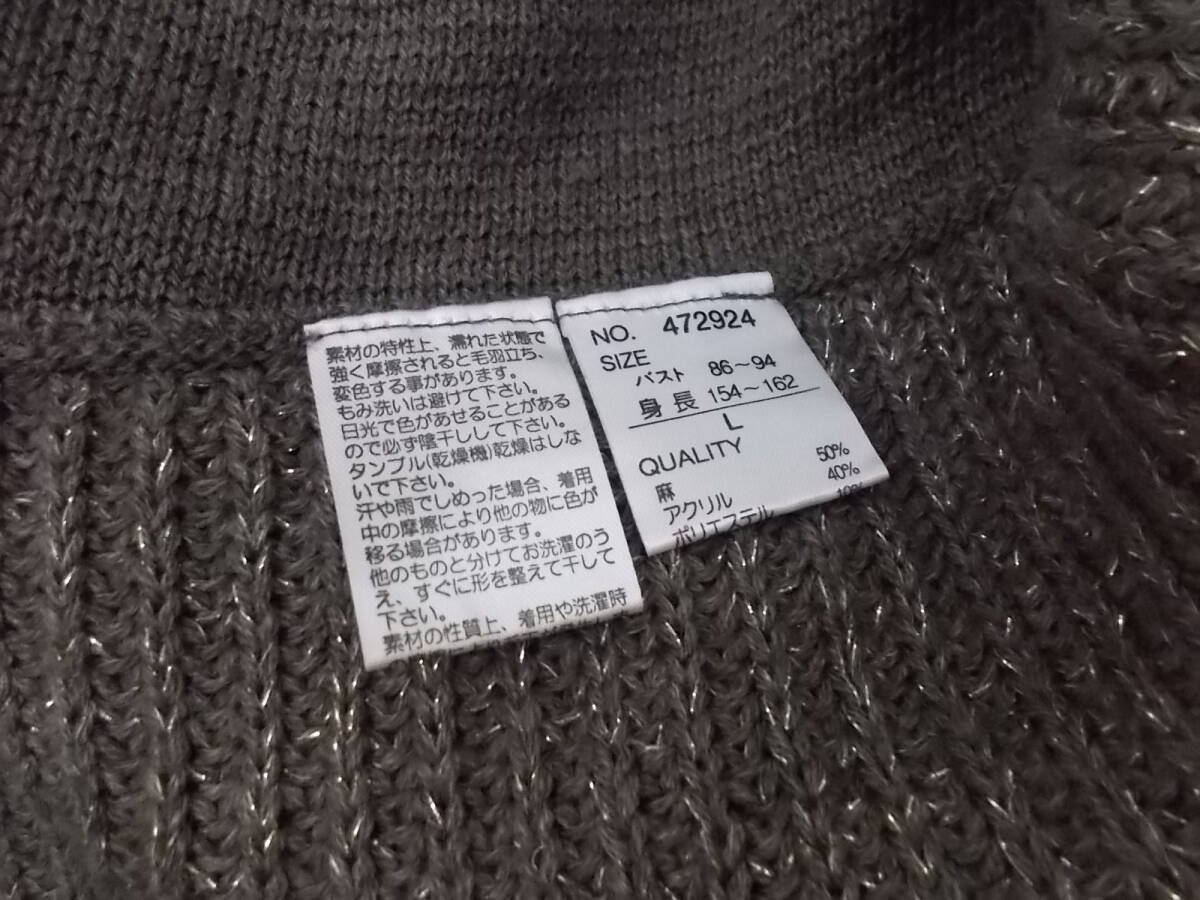 素材の特性上、濡れた状態で
強く摩擦されると毛羽立ち、
変色する事があります。
もみ洗いは避けて下さい。
日光で色があせることがある
ので必ず陰干しして下さい。
タンブル(乾燥機)乾燥はしな
いで下さい。
汗や雨でしめった場合、着用
中の摩擦により他の物に色が
移る場合があります。
他のものと分けてお洗濯のう
え、すぐに形を整えて干して
下さい。
素材の性質上、着用や洗濯時
NO. 472924
SIZE
バスト 86～94
身長 154～162
L
QUALITY
麻 50%
アクリル 40%
ポリエステル 10%